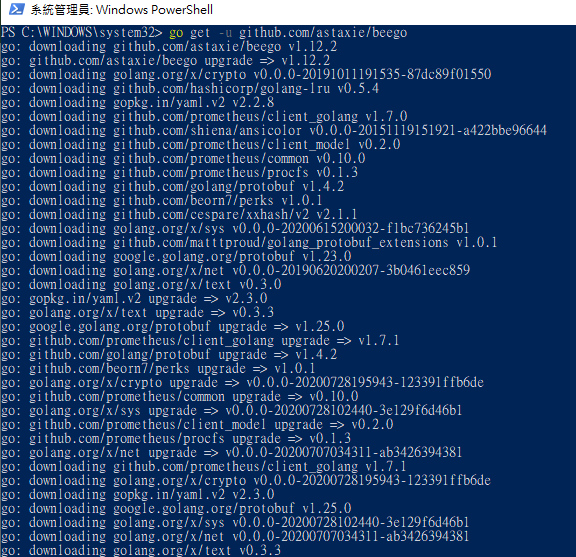 系統管理員: Windows PowerShell
PS C:\WINDOWS\system32> go get -u github.com/astaxie/beego
go: downloading github.com/astaxie/beego v1.12.2
go: github.com/astaxie/beego upgrade => v1.12.2
go: downloading golang.org/x/crypto v0.0.0-20191011191535-87dc89f01550
go: downloading github.com/hashicorp/golang-lru v0.5.4
go: downloading gopkg.in/yaml.v2 v2.2.8
go: downloading github.com/prometheus/client_golang v1.7.0
go: downloading github.com/shiena/ansicolor v0.0.0-20151119151921-a422bbe96644
go: downloading github.com/prometheus/client_model v0.2.0
go: downloading github.com/prometheus/common v0.10.0
go: downloading github.com/prometheus/procfs v0.1.3
go: downloading github.com/golang/protobuf v1.4.2
go: downloading github.com/beorn7/perks v1.0.1
go: downloading github.com/cespare/xxhash/v2 v2.1.1
go: downloading golang.org/x/sys v0.0.0-20200615200032-f1bc736245b1
go: downloading github.com/matttproud/golang_protobuf_extensions v1.0.1
go: downloading google.golang.org/protobuf v1.23.0
go: downloading golang.org/x/net v0.0.0-20190620200207-3b0461eec859
go: downloading golang.org/x/text v0.3.0
go: gopkg.in/yaml.v2 upgrade => v2.3.0
go: golang.org/x/text upgrade => v0.3.3
go: google.golang.org/protobuf upgrade => v1.25.0
go: github.com/prometheus/client_golang upgrade => v1.7.1
go: github.com/golang/protobuf upgrade => v1.4.2
go: github.com/beorn7/perks upgrade => v1.0.1
go: golang.org/x/crypto upgrade => v0.0.0-20200728195943-123391ffb6de
go: github.com/prometheus/common upgrade => v0.10.0
go: golang.org/x/sys upgrade => v0.0.0-20200728102440-3e129f6d46b1
go: github.com/prometheus/client_model upgrade => v0.2.0
go: github.com/prometheus/procfs upgrade => v0.1.3
go: golang.org/x/net upgrade => v0.0.0-20200707034311-ab3426394381
go: downloading github.com/prometheus/client_golang v1.7.1
go: downloading golang.org/x/crypto v0.0.0-20200728195943-123391ffb6de
go: downloading gopkg.in/yaml.v2 v2.3.0
go: downloading google.golang.org/protobuf v1.25.0
go: downloading golang.org/x/sys v0.0.0-20200728102440-3e129f6d46b1
go: downloading golang.org/x/net v0.0.0-20200707034311-ab3426394381
go: downloading golang.org/x/text v0.3.3